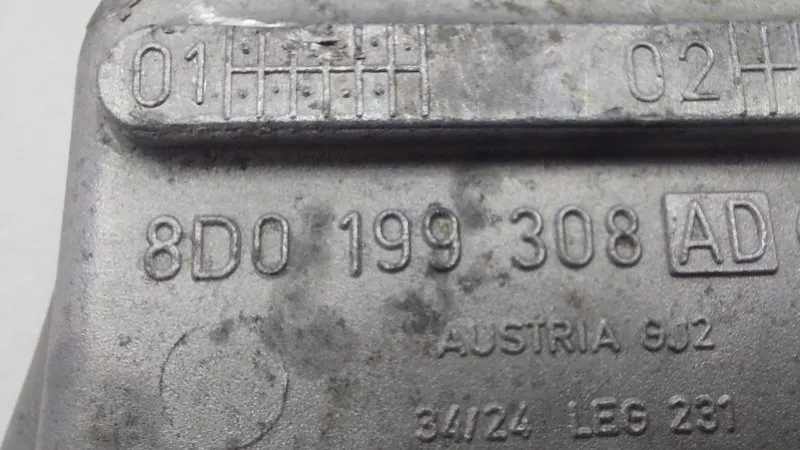 01 02
8D0 199 308 AD
AUSTRIA 9J2
34/24 LEG 231